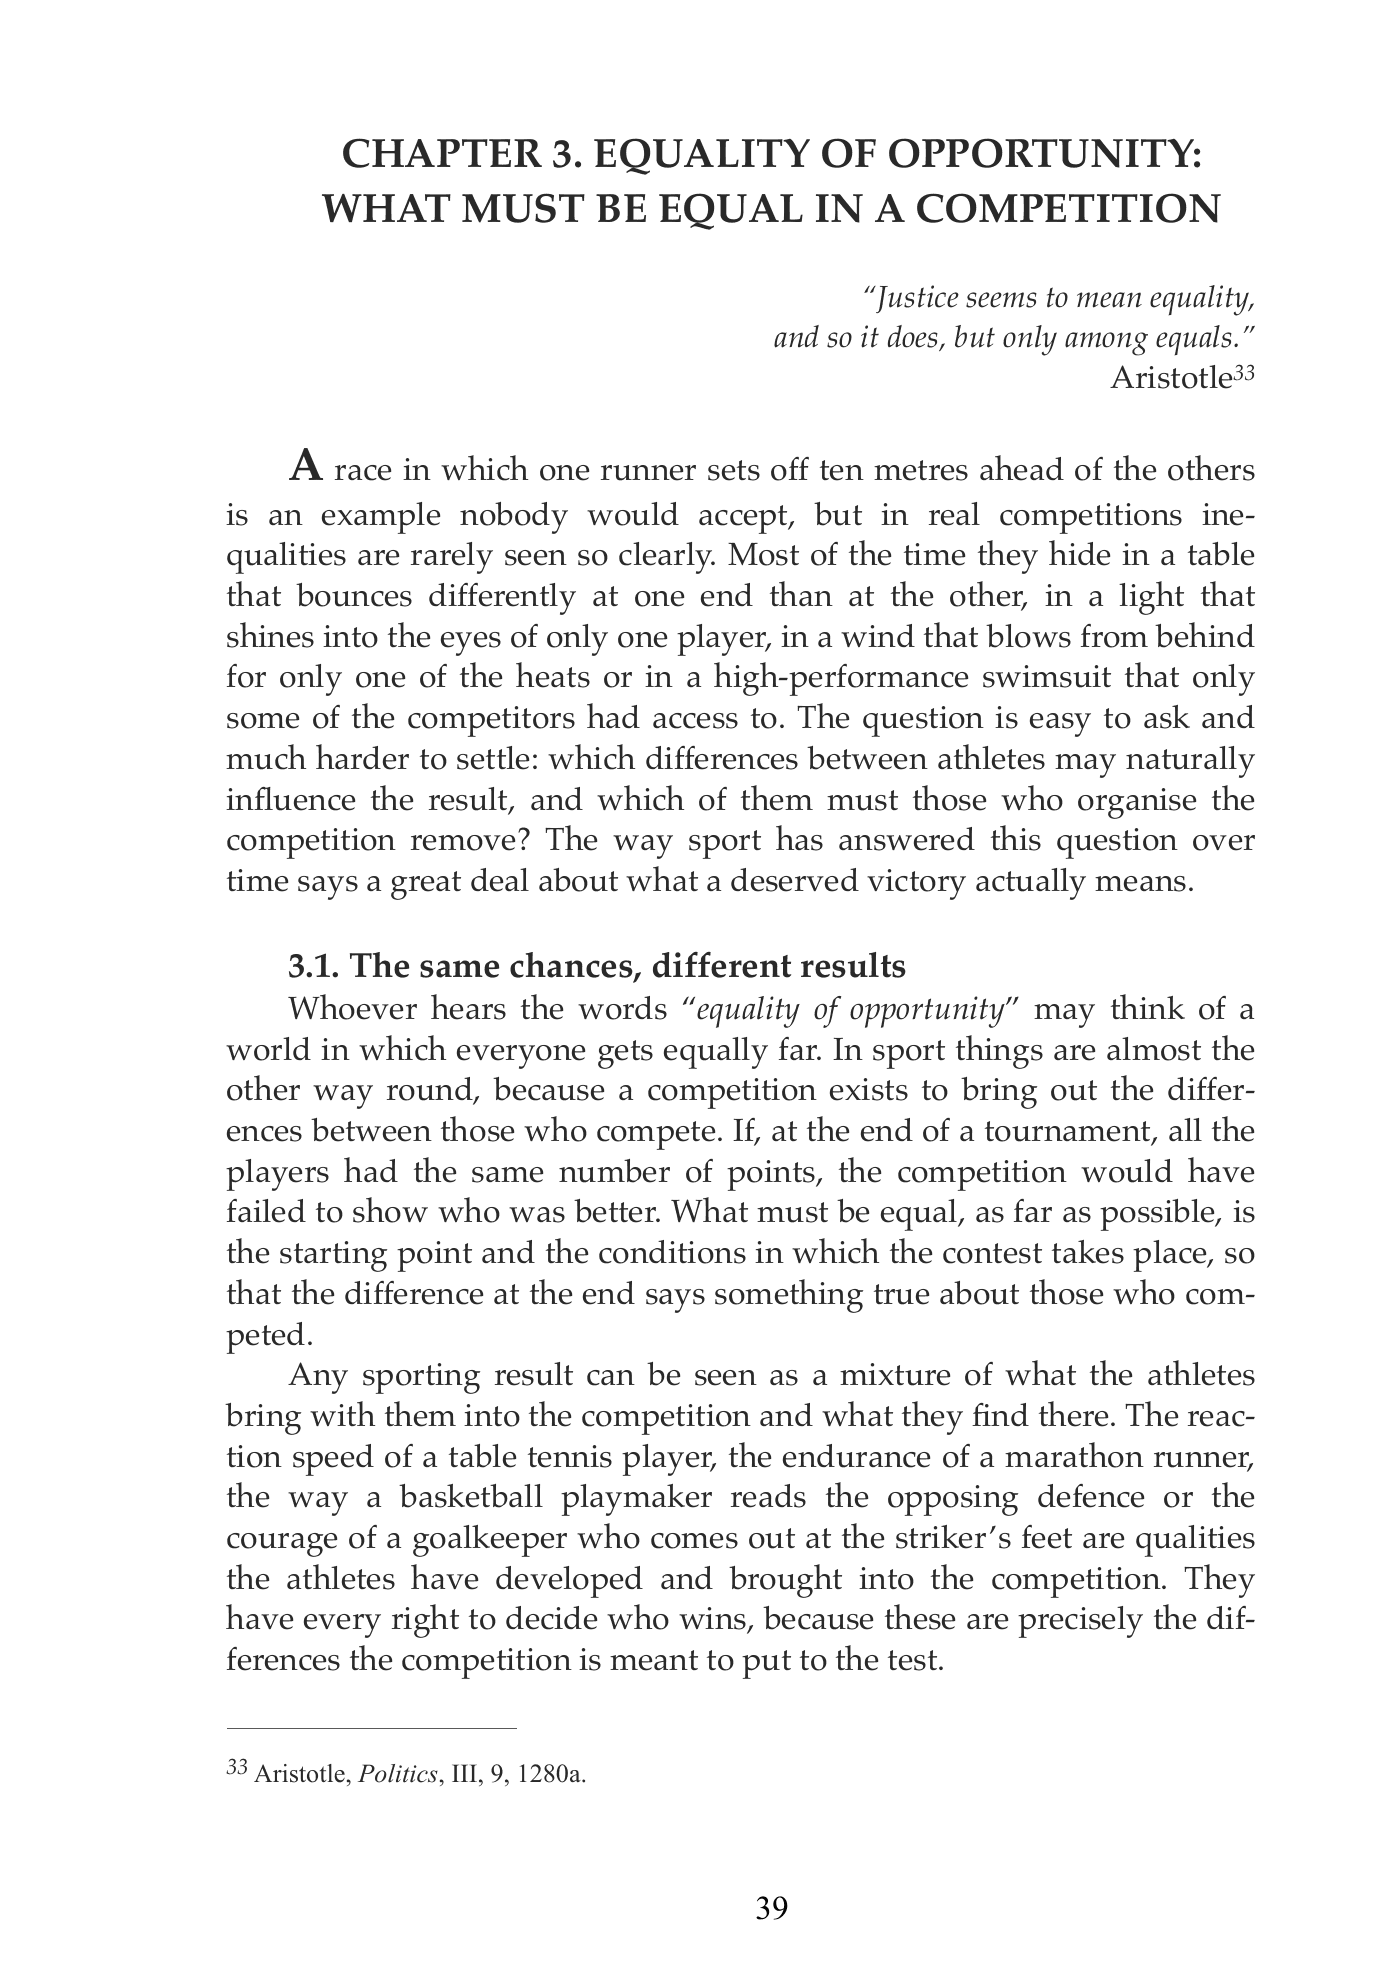 CHAPTER 3. EQUALITY OF OPPORTUNITY:
WHAT MUST BE EQUAL IN A COMPETITION
“Justice seems to mean equality,
and so it does, but only among equals.”
Aristotle33
A race in which one runner sets off ten metres ahead of the others
is an example nobody would accept, but in real competitions ine-
qualities are rarely seen so clearly. Most of the time they hide in a table
that bounces differently at one end than at the other, in a light that
shines into the eyes of only one player, in a wind that blows from behind
for only one of the heats or in a high-performance swimsuit that only
some of the competitors had access to. The question is easy to ask and
much harder to settle: which differences between athletes may naturally
influence the result, and which of them must those who organise the
competition remove? The way sport has answered this question over
time says a great deal about what a deserved victory actually means.
3.1. The same chances, different results
Whoever hears the words “equality of opportunity” may think of a
world in which everyone gets equally far. In sport things are almost the
other way round, because a competition exists to bring out the differ-
ences between those who compete. If, at the end of a tournament, all the
players had the same number of points, the competition would have
failed to show who was better. What must be equal, as far as possible, is
the starting point and the conditions in which the contest takes place, so
that the difference at the end says something true about those who com-
peted.
Any sporting result can be seen as a mixture of what the athletes
bring with them into the competition and what they find there. The reac-
tion speed of a table tennis player, the endurance of a marathon runner,
the way a basketball playmaker reads the opposing defence or the
courage of a goalkeeper who comes out at the striker’s feet are qualities
the athletes have developed and brought into the competition. They
have every right to decide who wins, because these are precisely the dif-
ferences the competition is meant to put to the test.
33 Aristotle, Politics, III, 9, 1280a.
39